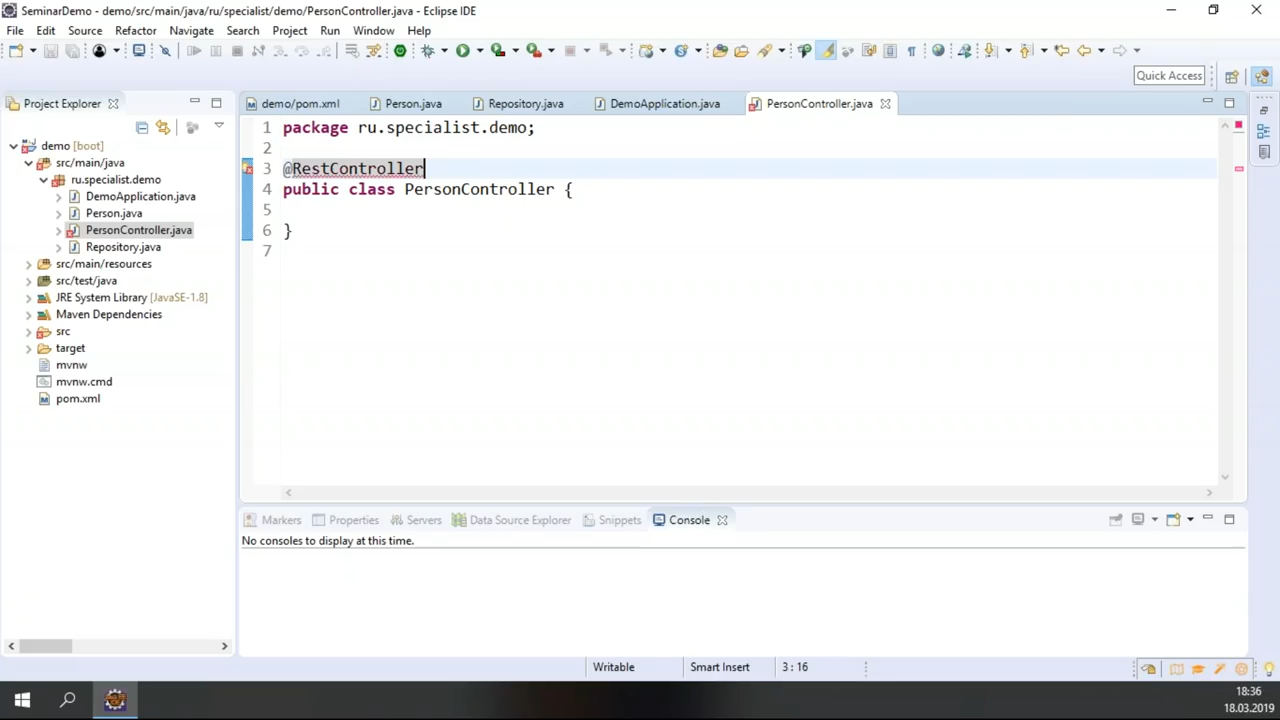 SeminarDemo - demo/src/main/java/ru/specialist/demo/PersonController.java - Eclipse IDE
File Edit Source Refactor Navigate Search Project Run Window Help
Quick Access
Project Explorer
demo [boot]
src/main/java
ru.specialist.demo
DemoApplication.java
Person.java
PersonController.java
Repository.java
src/main/resources
src/test/java
JRE System Library [JavaSE-1.8]
Maven Dependencies
src
target
mvnw
mvnw.cmd
pom.xml
demo/pom.xml Person.java Repository.java DemoApplication.java PersonController.java
1 package ru.specialist.demo;
2
3 @RestController
4 public class PersonController {
5
6 }
7
Markers Properties Servers Data Source Explorer Snippets Console
No consoles to display at this time.
Writable Smart Insert 3 : 16
18:36
18.03.2019